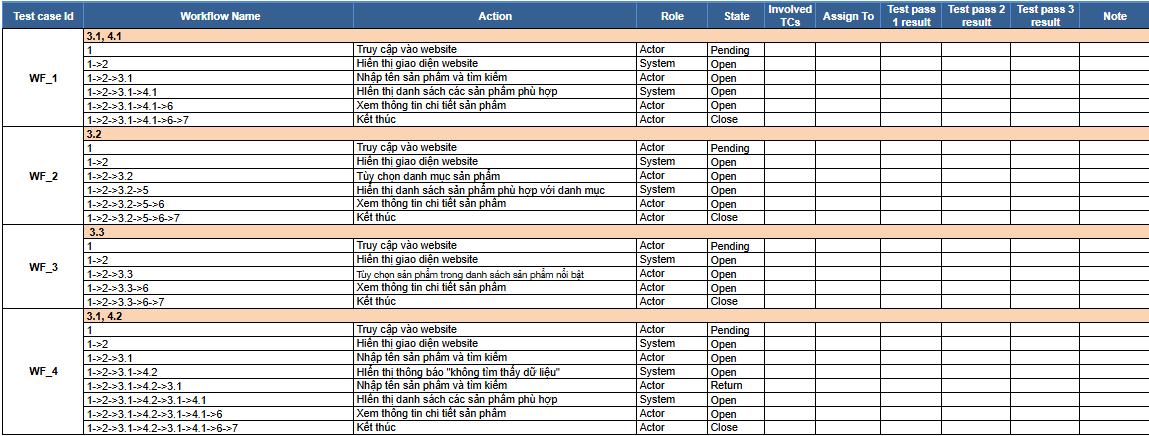 Test case Id Workflow Name Action Role State Involved TCs Assign To Test pass 1 result Test pass 2 result Test pass 3 result Note
WF_1
3.1, 4.1
1 Truy cập vào website Actor Pending
1->2 Hiển thị giao diện website System Open
1->2->3.1 Nhập tên sản phẩm và tìm kiếm Actor Open
1->2->3.1->4.1 HIển thị danh sách các sản phẩm phù hợp System Open
1->2->3.1->4.1->6 Xem thông tin chi tiết sản phẩm Actor Open
1->2->3.1->4.1->6->7 Kết thúc Actor Close
WF_2
3.2
1 Truy cập vào website Actor Pending
1->2 Hiển thị giao diện website System Open
1->2->3.2 Tùy chọn danh mục sản phẩm Actor Open
1->2->3.2->5 Hiển thị danh sách sản phẩm phù hợp với danh mục System Open
1->2->3.2->5->6 Xem thông tin chi tiết sản phẩm Actor Open
1->2->3.2->5->6->7 Kết thúc Actor Close
WF_3
3.3
1 Truy cập vào website Actor Pending
1->2 Hiển thị giao diện website System Open
1->2->3.3 Tùy chọn sản phẩm trong danh sách sản phẩm nổi bật Actor Open
1->2->3.3->6 Xem thông tin chi tiết sản phẩm Actor Open
1->2->3.3->6->7 Kết thúc Actor Close
WF_4
3.1, 4.2
1 Truy cập vào website Actor Pending
1->2 Hiển thị giao diện website System Open
1->2->3.1 Nhập tên sản phẩm và tìm kiếm Actor Open
1->2->3.1->4.2 HIển thị thông báo "không tìm thấy dữ liệu" System Open
1->2->3.1->4.2->3.1 Nhập tên sản phẩm và tìm kiếm Actor Return
1->2->3.1->4.2->3.1->4.1 HIển thị danh sách các sản phẩm phù hợp System Open
1->2->3.1->4.2->3.1->4.1->6 Xem thông tin chi tiết sản phẩm Actor Open
1->2->3.1->4.2->3.1->4.1->6->7 Kết thúc Actor Close